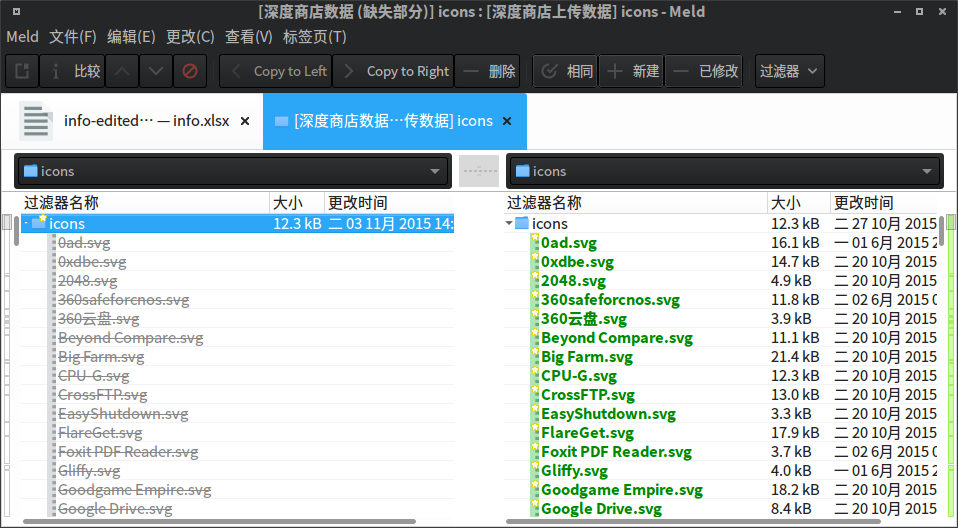 [深度商店数据 (缺失部分)] icons : [深度商店上传数据] icons - Meld
Meld 文件(F) 编辑(E) 更改(C) 查看(V) 标签页(T)
比较 Copy to Left Copy to Right 删除 相同 新建 已修改 过滤器
info-edited… — info.xlsx [深度商店数据…传数据] icons
icons icons
过滤器名称 大小 更改时间 过滤器名称 大小 更改时间
icons 12.3 kB 二 03 11月 2015 14: icons 12.3 kB 二 27 10月 2015
0ad.svg 0ad.svg 16.1 kB 一 01 6月 2015 2
0xdbe.svg 0xdbe.svg 14.7 kB 二 20 10月 2015
2048.svg 2048.svg 4.9 kB 二 20 10月 2015
360safeforcnos.svg 360safeforcnos.svg 11.8 kB 二 02 6月 2015 0
360云盘.svg 360云盘.svg 3.9 kB 二 20 10月 2015
Beyond Compare.svg Beyond Compare.svg 11.1 kB 二 20 10月 2015
Big Farm.svg Big Farm.svg 21.4 kB 二 20 10月 2015
CPU-G.svg CPU-G.svg 12.3 kB 二 20 10月 2015
CrossFTP.svg CrossFTP.svg 13.0 kB 二 20 10月 2015
EasyShutdown.svg EasyShutdown.svg 3.3 kB 二 20 10月 2015
FlareGet.svg FlareGet.svg 17.9 kB 二 20 10月 2015
Foxit PDF Reader.svg Foxit PDF Reader.svg 3.7 kB 二 02 6月 2015 0
Gliffy.svg Gliffy.svg 4.0 kB 一 01 6月 2015 2
Goodgame Empire.svg Goodgame Empire.svg 18.2 kB 二 20 10月 2015
Google Drive.svg Google Drive.svg 8.4 kB 二 20 10月 2015